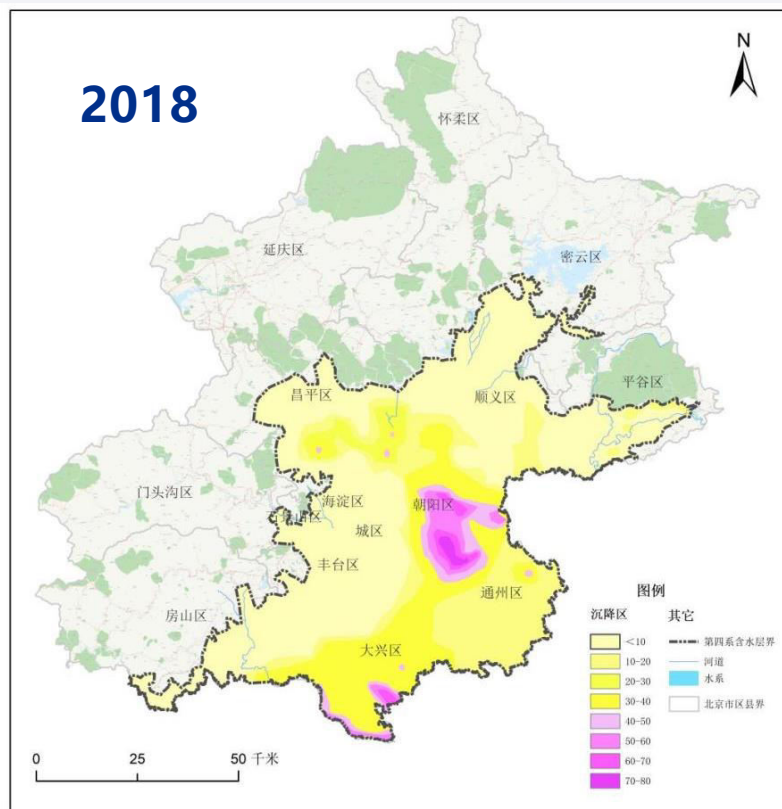 2018
N
怀柔区
延庆区
密云区
平谷区
昌平区
顺义区
门头沟区
海淀区
朝阳区
石景山区
城区
丰台区
通州区
房山区
大兴区
图例
沉降区
其它
<10
10-20
20-30
30-40
40-50
50-60
60-70
70-80
第四系含水层界
河道
水系
北京市区县界
0
25
50 千米